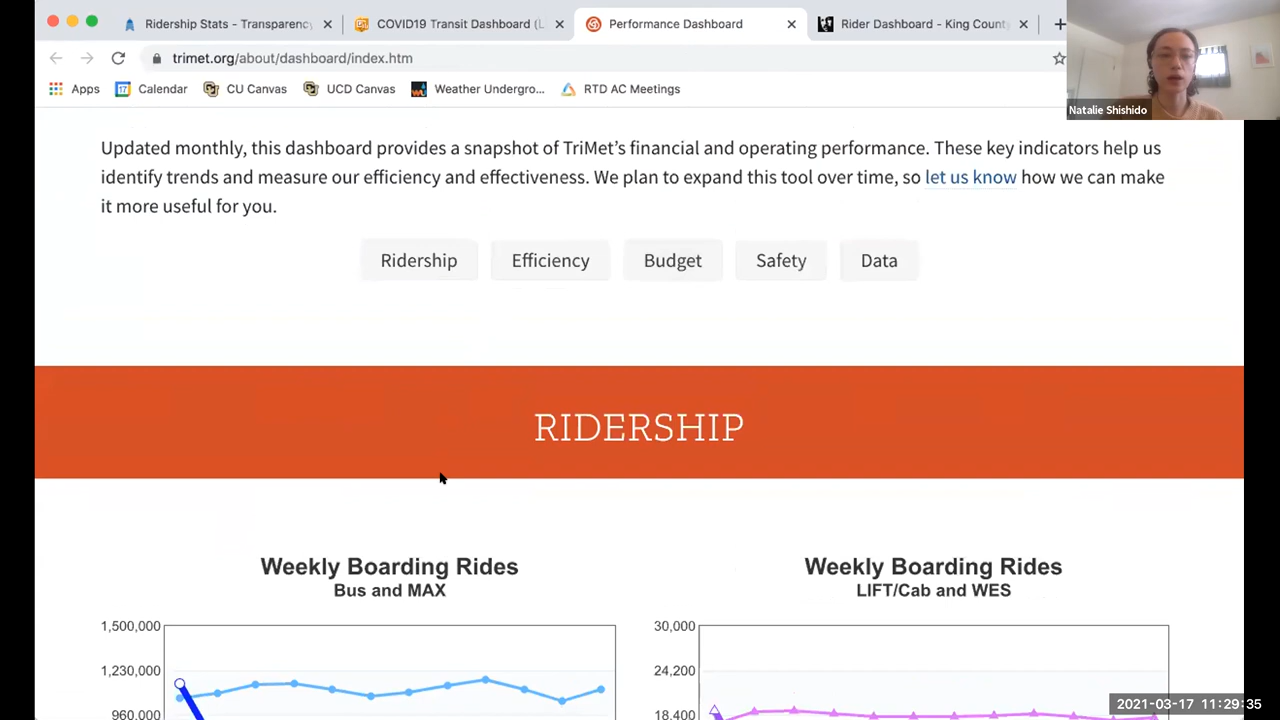 Ridership Stats - Transparency
COVID19 Transit Dashboard (L
Performance Dashboard
Rider Dashboard - King County
trimet.org/about/dashboard/index.htm
Apps
Calendar
CU Canvas
UCD Canvas
Weather Undergro...
RTD AC Meetings
Natalie Shishido
Updated monthly, this dashboard provides a snapshot of TriMet's financial and operating performance. These key indicators help us
identify trends and measure our efficiency and effectiveness. We plan to expand this tool over time, so let us know how we can make
it more useful for you.
Ridership
Efficiency
Budget
Safety
Data
RIDERSHIP
Weekly Boarding Rides
Bus and MAX
1,500,000
1,230,000
960,000
Weekly Boarding Rides
LIFT/Cab and WES
30,000
24,200
18,400
2021-03-17 11:29:35